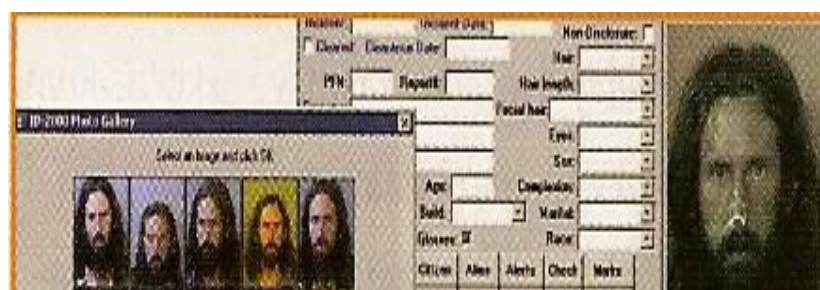 Incident: Incident Date: Non-Disclosure:
Cleared Clearance Date: Hair:
PFN: Report#: Hair length:
Facial hair:
ID-2000 Photo Gallery X
Eyes:
Select an image and click OK.
Sex:
Age: Complexion:
Build: Marital:
Glasses: Race:
Citizen Alias Alerts Check Marks